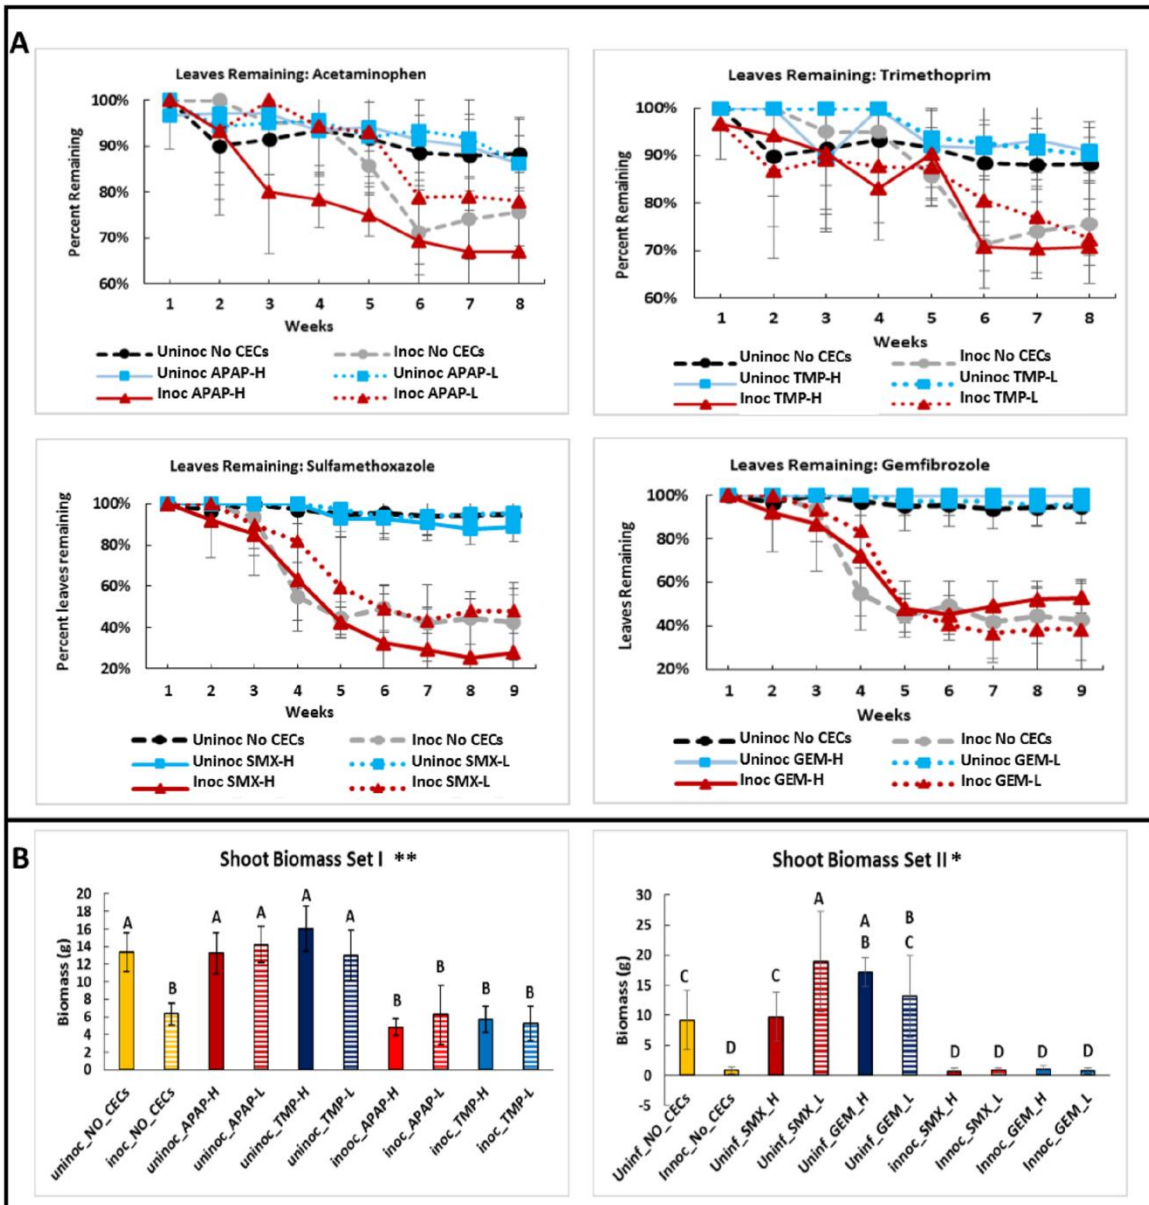 A
Leaves Remaining: Acetaminophen
100%
90%
80%
70%
60%
Percent Remaining
1 2 3 4 5 6 7 8
Weeks
Uninoc No CECs Inoc No CECs
Uninoc APAP-H Uninoc APAP-L
Inoc APAP-H Inoc APAP-L
Leaves Remaining: Trimethoprim
100%
90%
80%
70%
60%
Percent Remaining
1 2 3 4 5 6 7 8
Weeks
Uninoc No CECs Inoc No CECs
Uninoc TMP-H Uninoc TMP-L
Inoc TMP-H Inoc TMP-L
Leaves Remaining: Sulfamethoxazole
100%
80%
60%
40%
20%
Percent leaves remaining
1 2 3 4 5 6 7 8 9
Weeks
Uninoc No CECs Inoc No CECs
Uninoc SMX-H Uninoc SMX-L
Inoc SMX-H Inoc SMX-L
Leaves Remaining: Gemfibrozole
100%
80%
60%
40%
20%
Leaves Remaining
1 2 3 4 5 6 7 8 9
Weeks
Uninoc No CECs Inoc No CECs
Uninoc GEM-H Uninoc GEM-L
Inoc GEM-H Inoc GEM-L
B
Shoot Biomass Set I **
20
18
16
14
12
10
8
6
4
2
0
Biomass (g)
A B A A A A B B B B
uninoc_NO_CECs
inoc_NO_CECs
uninoc_APAP-H
uninoc_APAP-L
uninoc_TMP-H
uninoc_TMP-L
inoc_APAP-H
inoc_APAP-L
inoc_TMP-H
inoc_TMP-L
Shoot Biomass Set II *
30
25
20
15
10
5
0
-5
Biomass (g)
C D C A A B B C D D D D
Uninf_NO_CECs
Innoc_No_CECs
Uninf_SMX_H
Uninf_SMX_L
Uninf_GEM_H
Uninf_GEM_L
innoc_SMX_H
Innoc_SMX_L
Innoc_GEM_H
Innoc_GEM_L